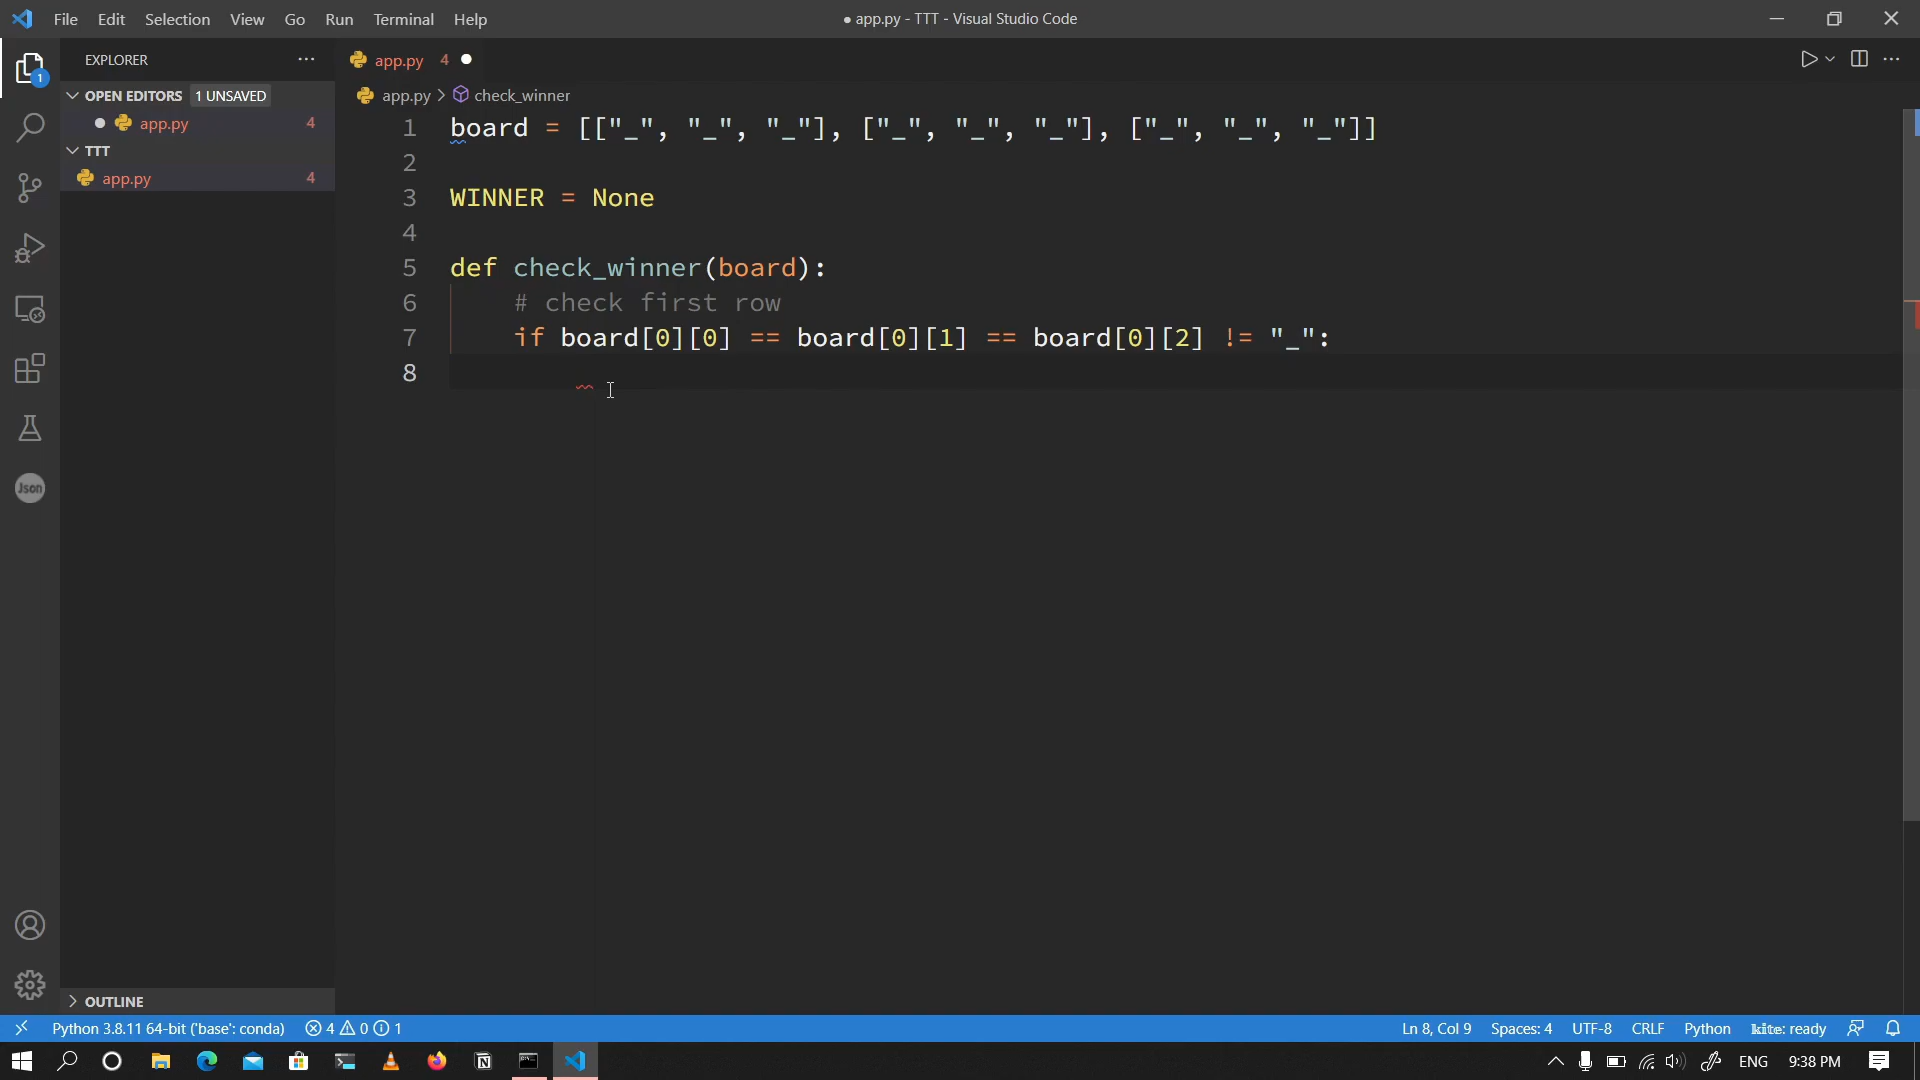 File Edit Selection View Go Run Terminal Help
● app.py - TTT - Visual Studio Code
EXPLORER
OPEN EDITORS 1 UNSAVED
app.py 4
TTT
app.py 4
OUTLINE
1
app.py 4
app.py > check_winner
1 board = [["_", "_", "_"], ["_", "_", "_"], ["_", "_", "_"]]
2
3 WINNER = None
4
5 def check_winner(board):
6 # check first row
7 if board[0][0] == board[0][1] == board[0][2] != "_":
8
Json
Python 3.8.11 64-bit ('base': conda) 4 0 1
Ln 8, Col 9 Spaces: 4 UTF-8 CRLF Python kite: ready
ENG 9:38 PM